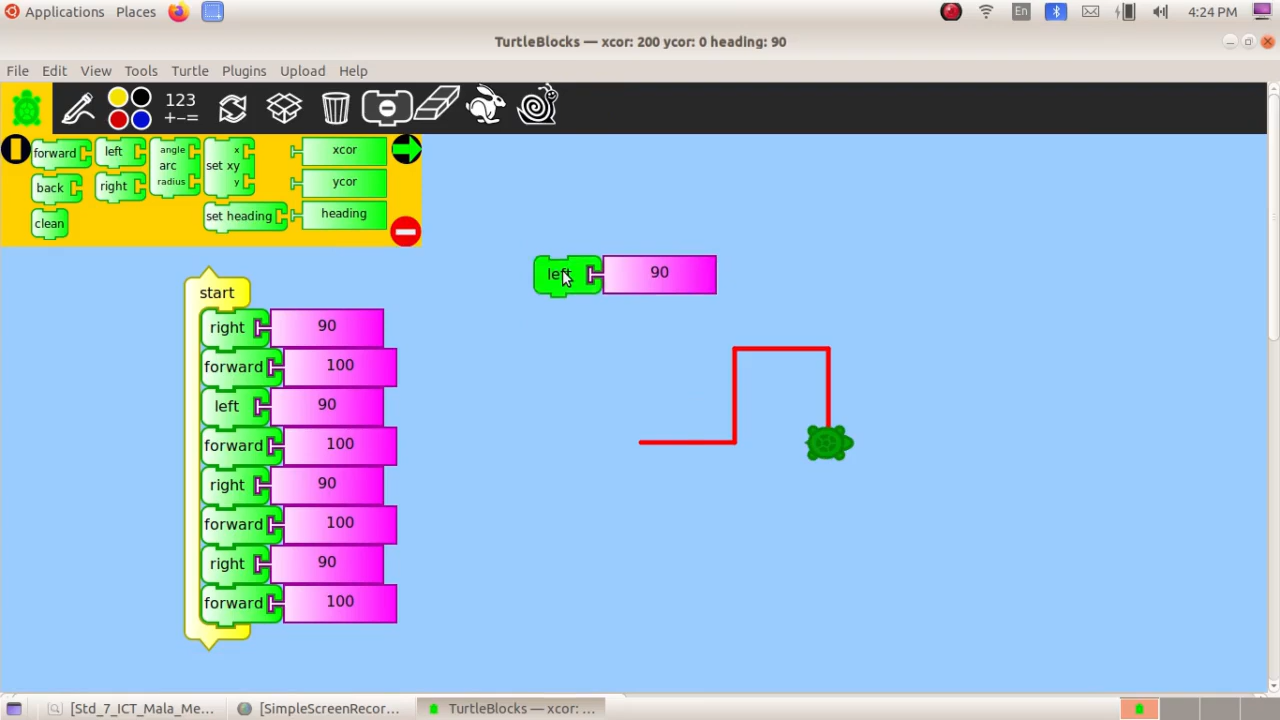 Applications Places En 4:24 PM
TurtleBlocks — xcor: 200 ycor: 0 heading: 90
File Edit View Tools Turtle Plugins Upload Help
123
+−=
forward left angle arc radius x set xy y xcor
back right ycor
clean set heading heading
left 90
start
right 90
forward 100
left 90
forward 100
right 90
forward 100
right 90
forward 100
[Std_7_ICT_Mala_Me... [SimpleScreenRecor... TurtleBlocks — xcor: ...